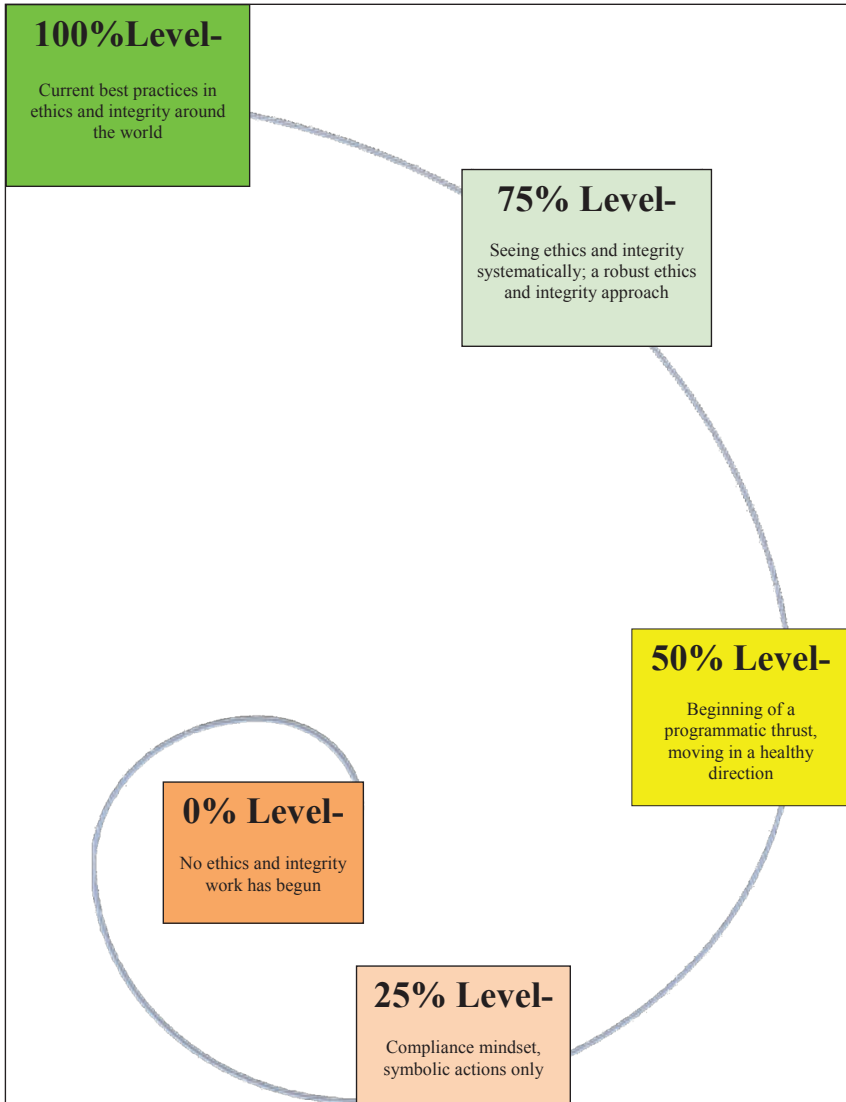 100%Level-
Current best practices in
ethics and integrity around
the world
75% Level-
Seeing ethics and integrity
systematically; a robust ethics
and integrity approach
50% Level-
Beginning of a
programmatic thrust,
moving in a healthy
direction
0% Level-
No ethics and integrity
work has begun
25% Level-
Compliance mindset,
symbolic actions only